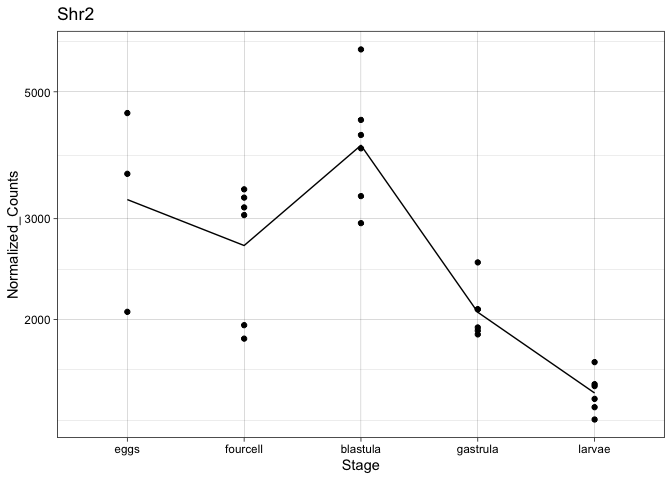 Shr2
Normalized_Counts
5000
3000
2000
eggs fourcell blastula gastrula larvae
Stage